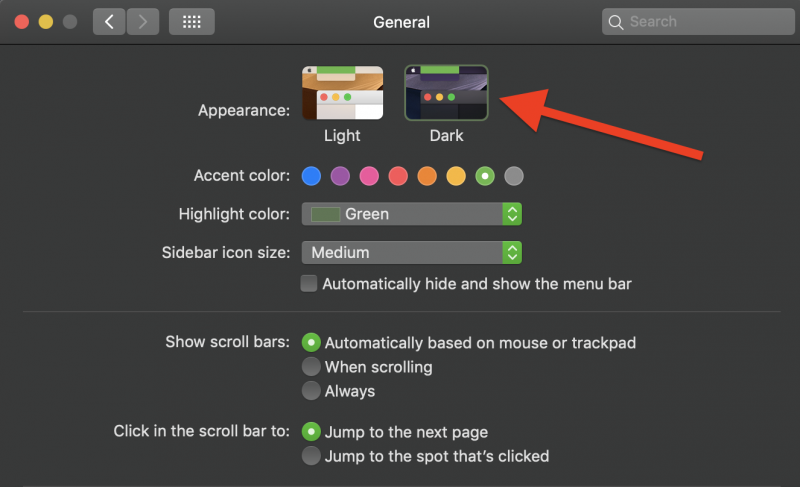 General
Search
Appearance:
Light
Dark
Accent color:
Highlight color:
Green
Sidebar icon size:
Medium
Automatically hide and show the menu bar
Show scroll bars:
Automatically based on mouse or trackpad
When scrolling
Always
Click in the scroll bar to:
Jump to the next page
Jump to the spot that's clicked